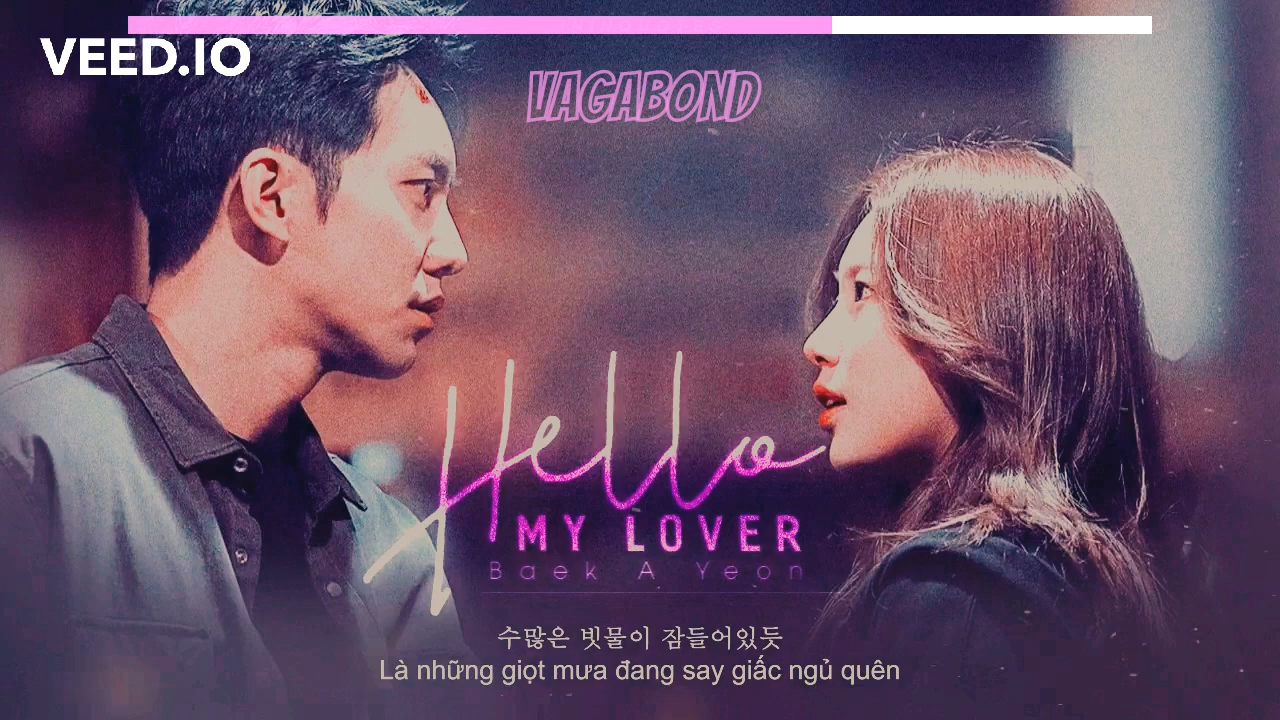 VEED.IO
VAGABOND
Hello
MY LOVER
Baek A Yeon
수많은 빗물이 잠들어있듯
Là những giọt mưa đang say giấc ngủ quên